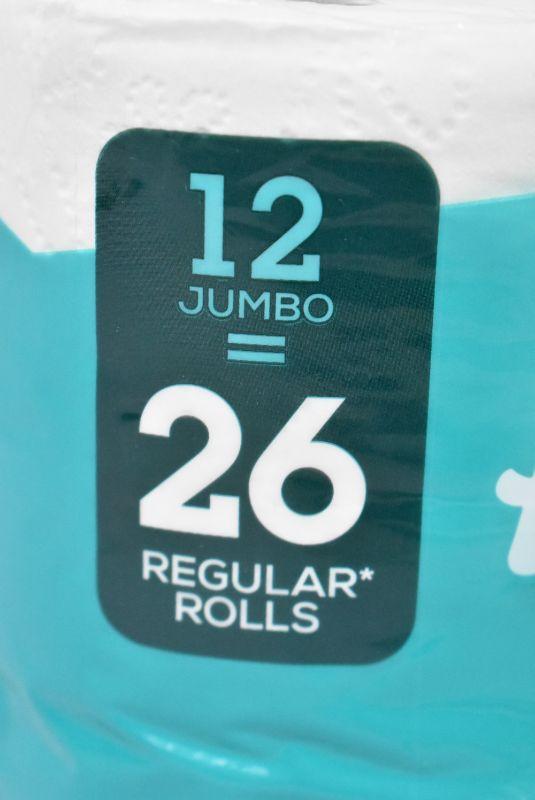 12
JUMBO
=
26
REGULAR*
ROLLS